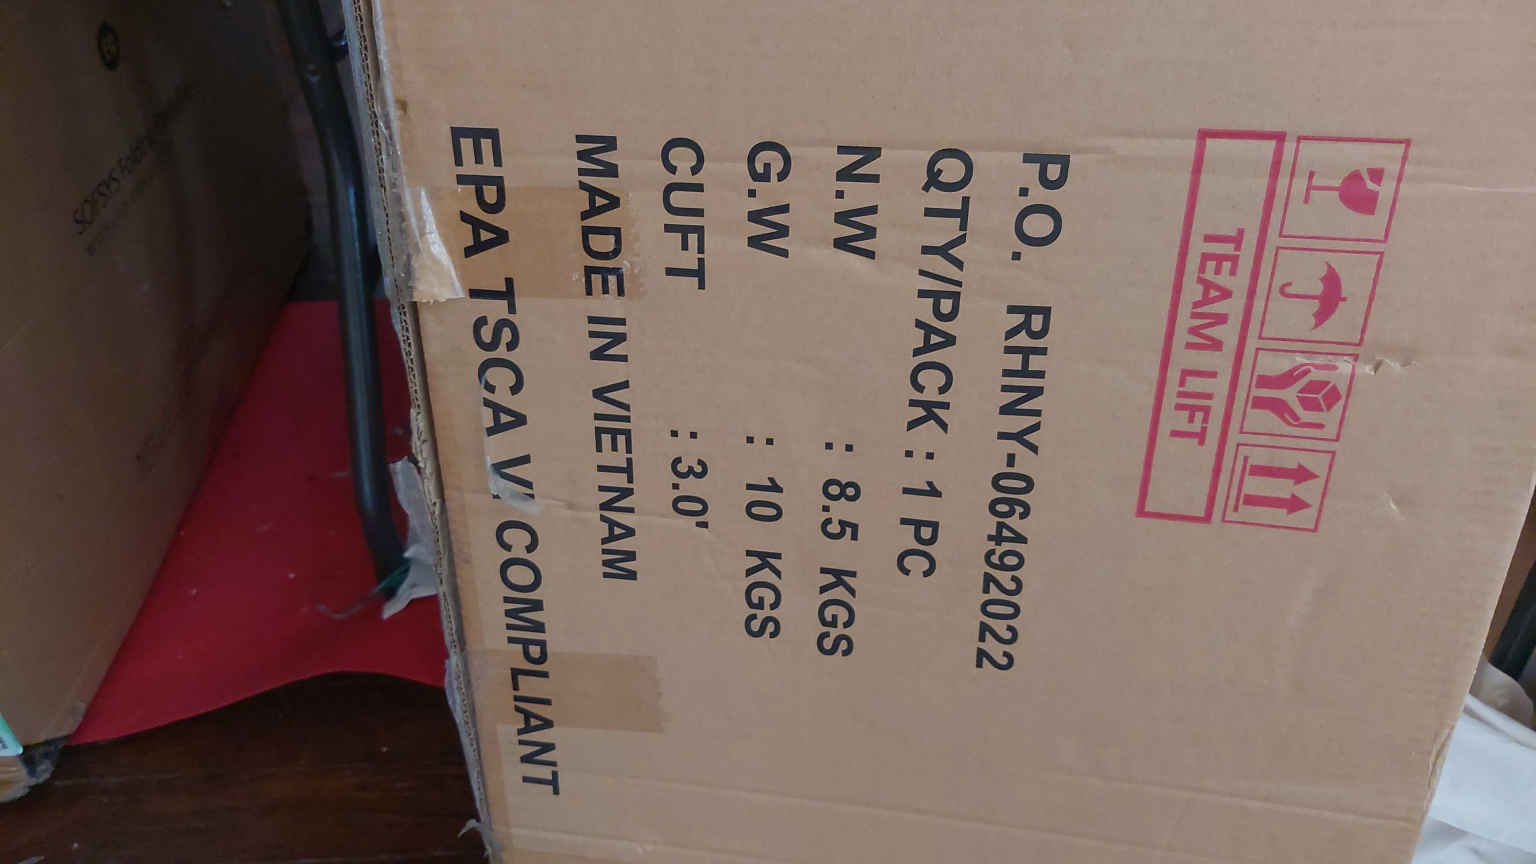 TEAM LIFT
P.O. RHNY-06492022
QTY/PACK : 1 PC
N.W : 8.5 KGS
G.W : 10 KGS
CUFT : 3.0'
MADE IN VIETNAM
EPA TSCA VI COMPLIANT